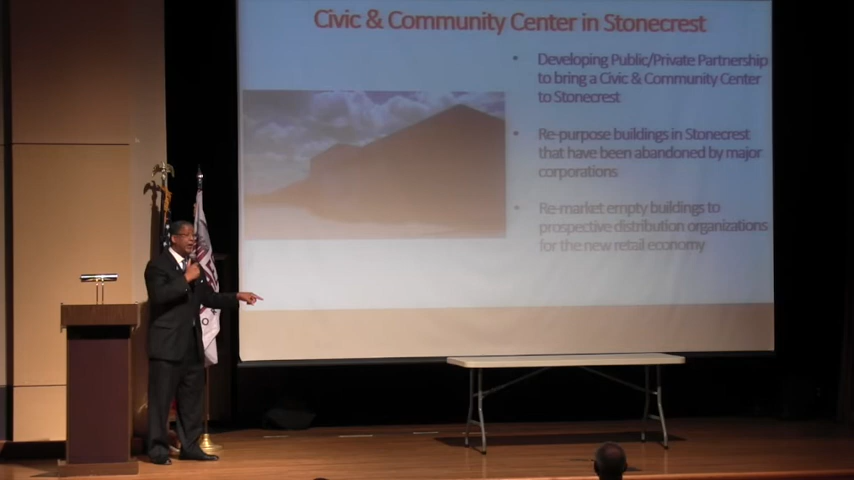 Civic & Community Center in Stonecrest
• Developing Public/Private Partnership
to bring a Civic & Community Center
to Stonecrest
• Re-purpose buildings in Stonecrest
that have been abandoned by major
corporations
• Re-market empty buildings to
prospective distribution organizations
for the new retail economy